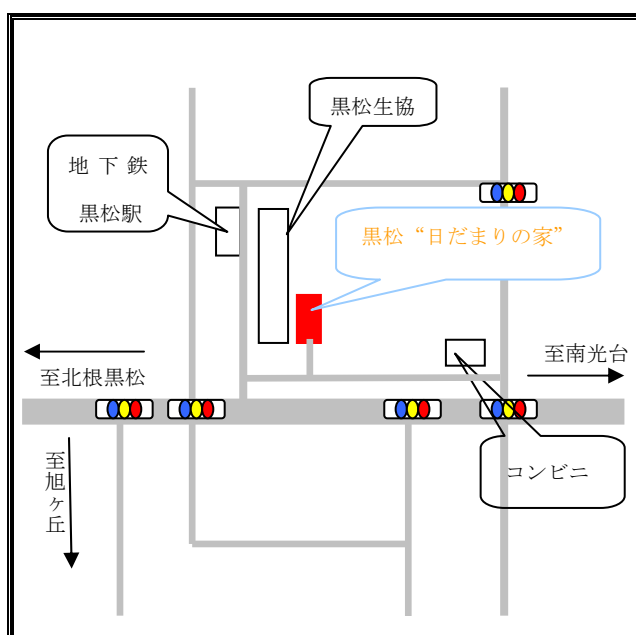 黒松生協
地下鉄
黒松駅
黒松“日だまりの家”
至南光台
至北根黒松
至旭ヶ丘
コンビニ